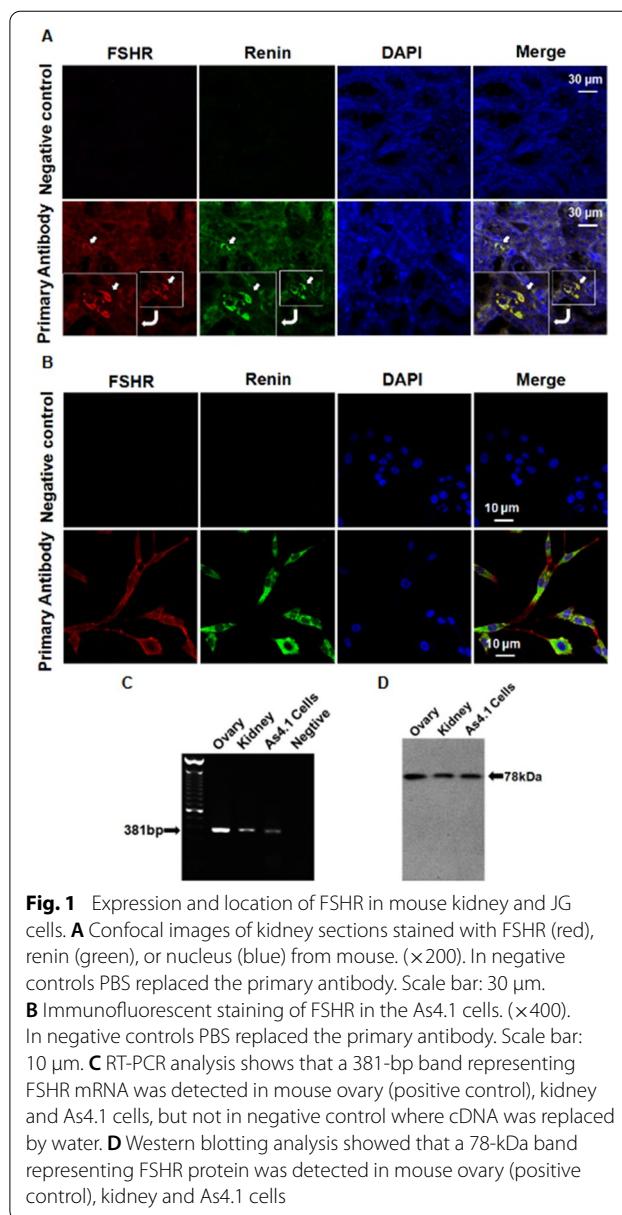 A
FSHR Renin DAPI Merge
Negative control
30 µm
Primary Antibody
30 µm
B
FSHR Renin DAPI Merge
Negative control
10 µm
Primary Antibody
10 µm
C
D
Ovary Kidney As4.1 Cells Negtive
Ovary Kidney As4.1 Cells
381bp
78kDa
Fig. 1 Expression and location of FSHR in mouse kidney and JG
cells. A Confocal images of kidney sections stained with FSHR (red),
renin (green), or nucleus (blue) from mouse. (×200). In negative
controls PBS replaced the primary antibody. Scale bar: 30 µm.
B Immunofluorescent staining of FSHR in the As4.1 cells. (×400).
In negative controls PBS replaced the primary antibody. Scale bar:
10 µm. C RT-PCR analysis shows that a 381-bp band representing
FSHR mRNA was detected in mouse ovary (positive control), kidney
and As4.1 cells, but not in negative control where cDNA was replaced
by water. D Western blotting analysis showed that a 78-kDa band
representing FSHR protein was detected in mouse ovary (positive
control), kidney and As4.1 cells